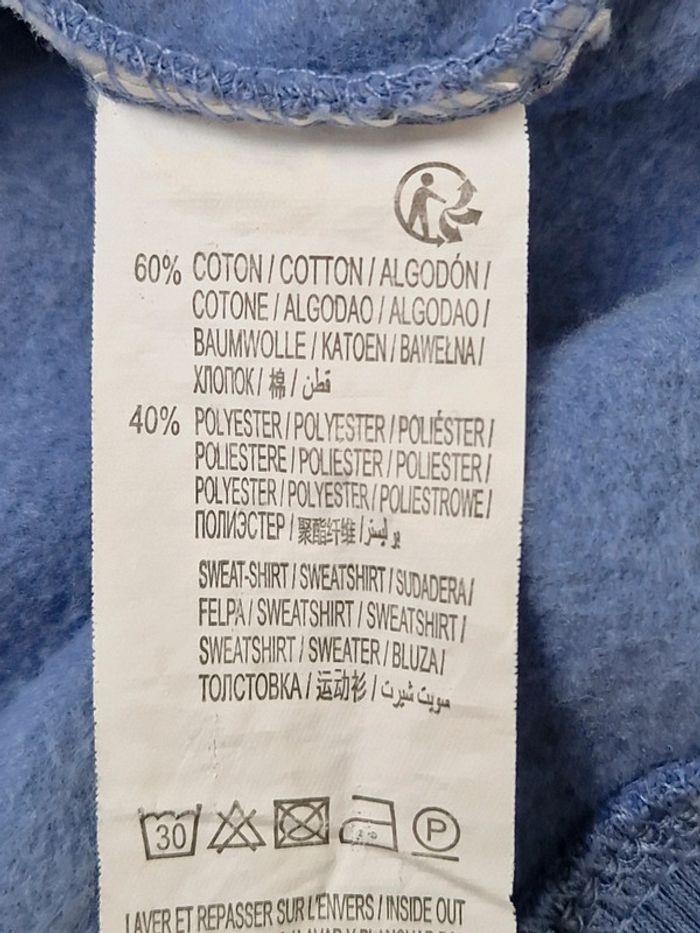 60% COTON / COTTON / ALGODÓN /
COTONE / ALGODAO / ALGODAO /
BAUMWOLLE / KATOEN / BAWEŁNA /
ХЛОПОК / 棉 / قطن
40% POLYESTER / POLYESTER / POLIÉSTER /
POLIESTERE / POLIESTER / POLIESTER /
POLYESTER / POLYESTER / POLIESTROWE /
ПОЛИЭСТЕР / 聚酯纤维 / بوليستر
SWEAT-SHIRT / SWEATSHIRT / SUDADERA /
FELPA / SWEATSHIRT / SWEATSHIRT /
SWEATSHIRT / SWEATER / BLUZA /
ТОЛСТОВКА / 运动衫 / سويت شيرت
30 P
LAVER ET REPASSER SUR L'ENVERS / INSIDE OUT